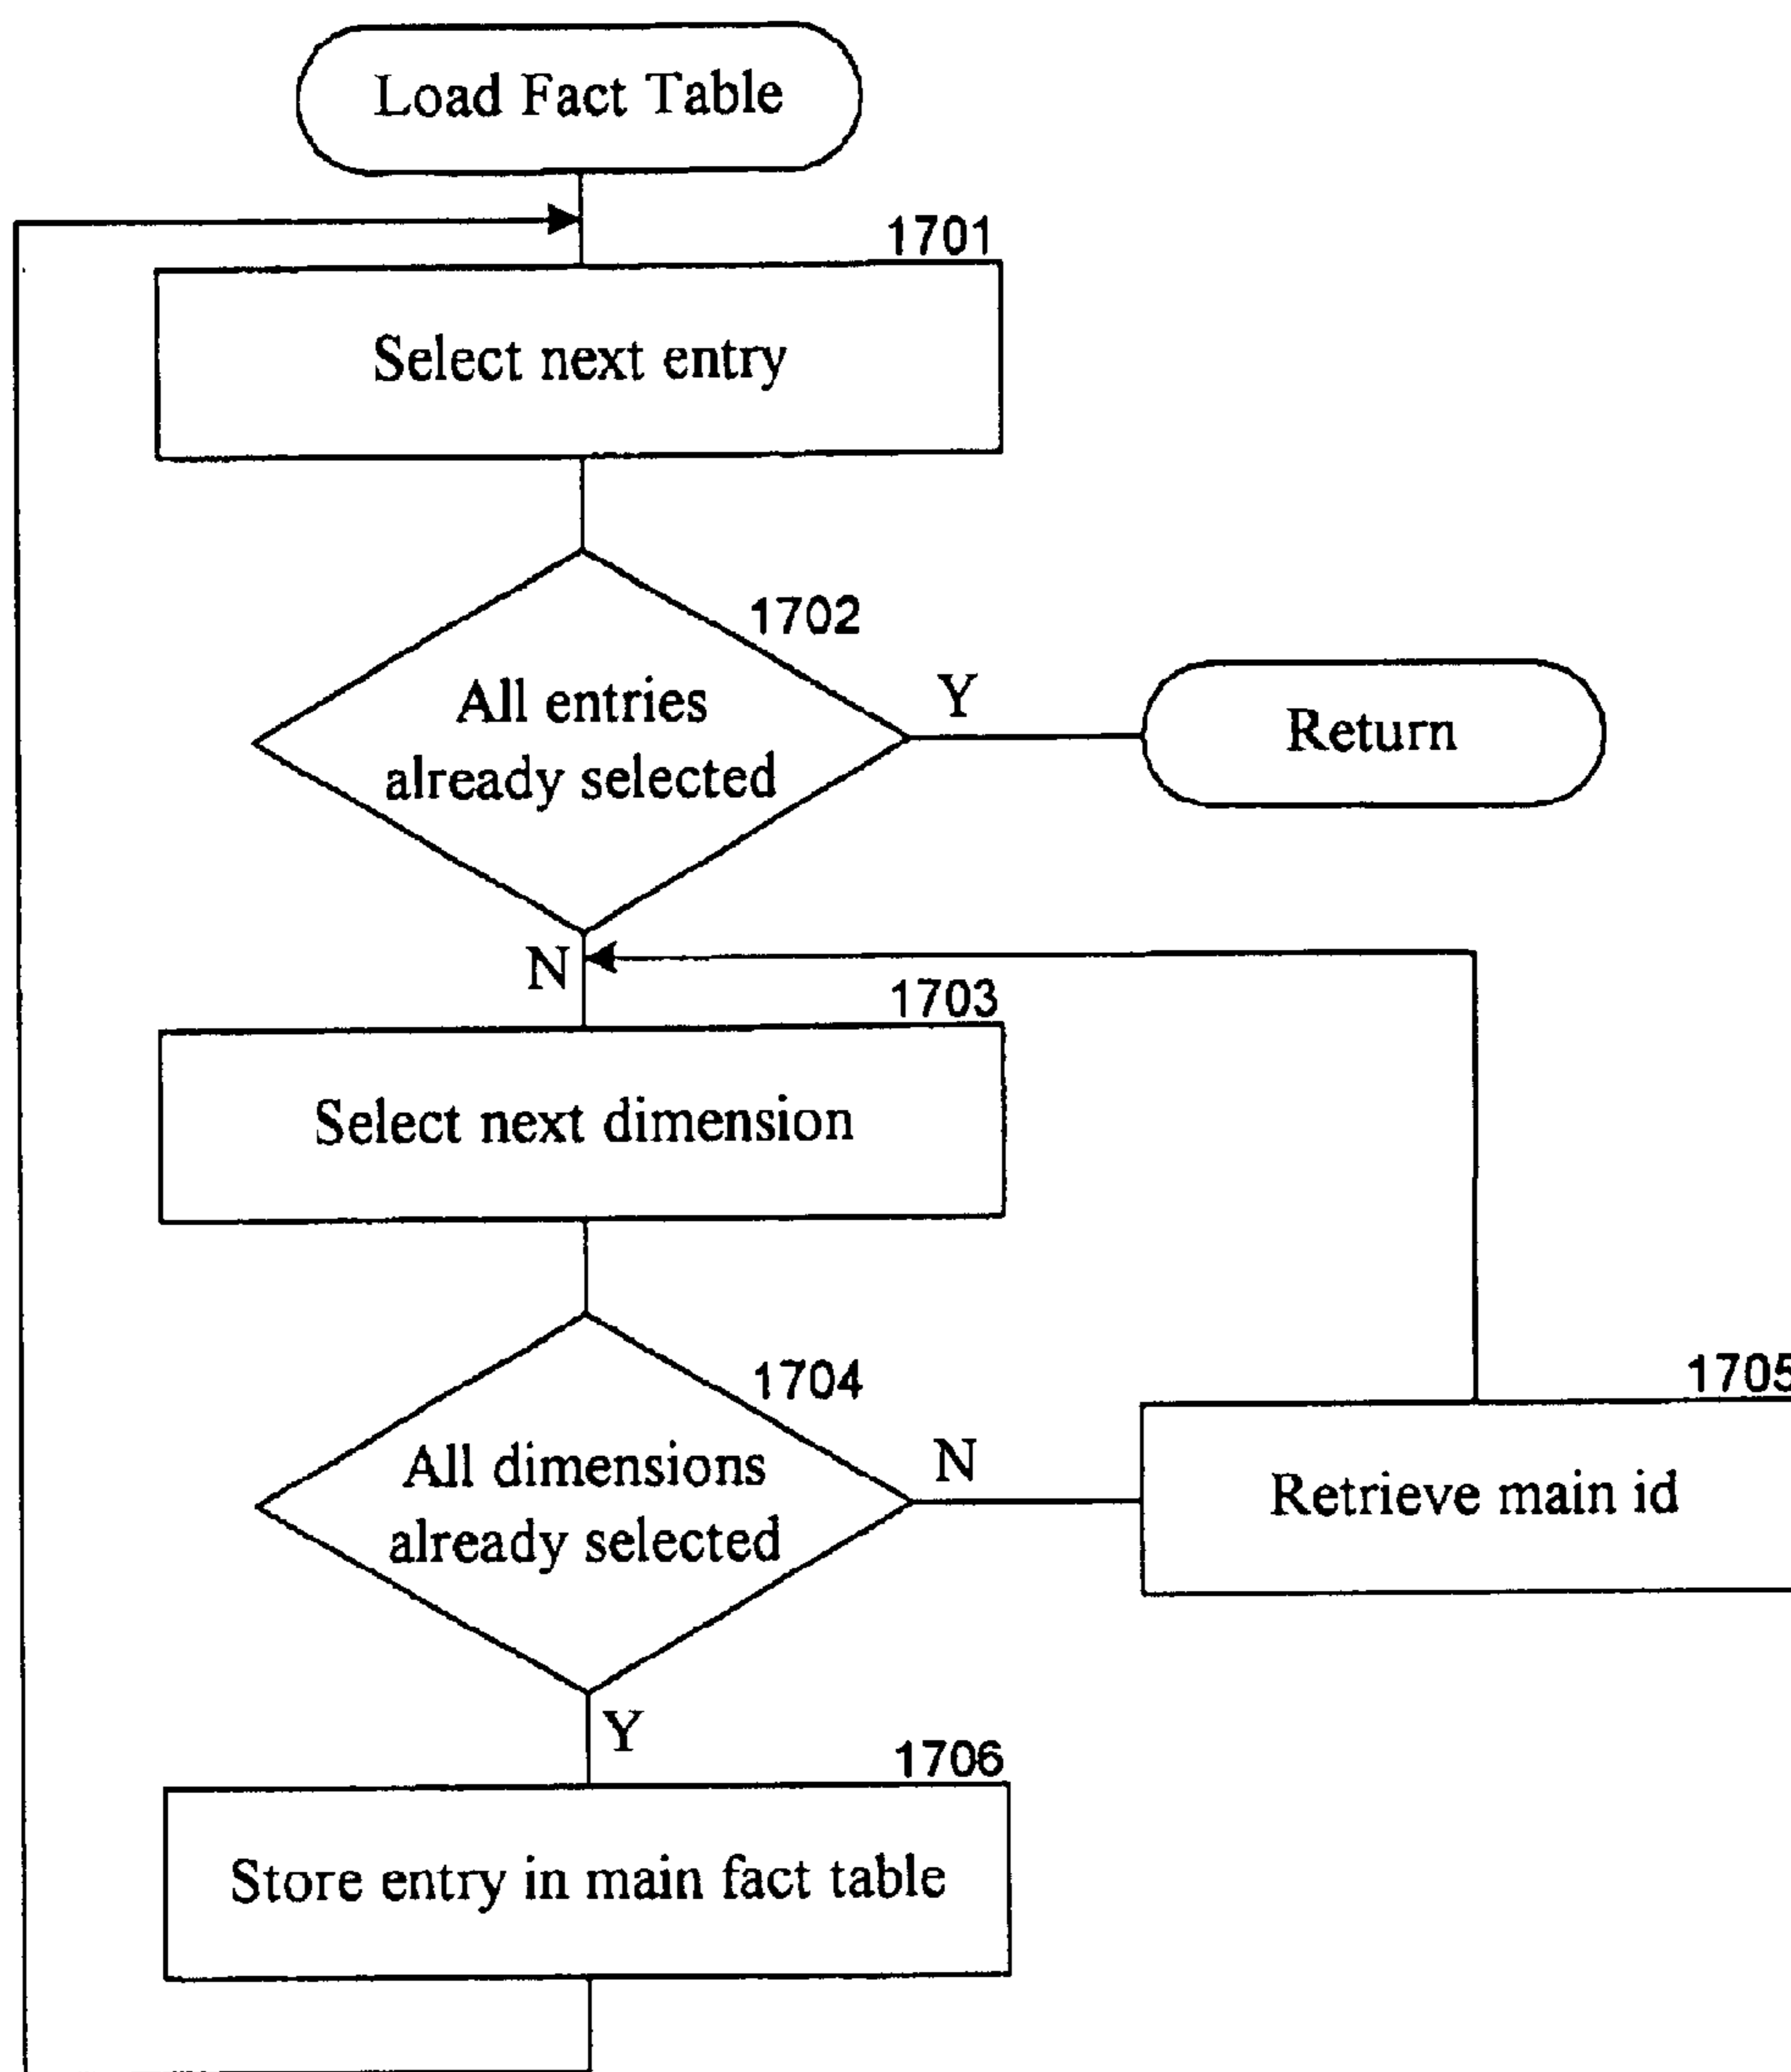 Load Fact Table
1701
Select next entry
1702
All entries
already selected
Y
Return
N
1703
Select next dimension
1704
All dimensions
already selected
N
1705
Retrieve main id
Y
1706
Store entry in main fact table